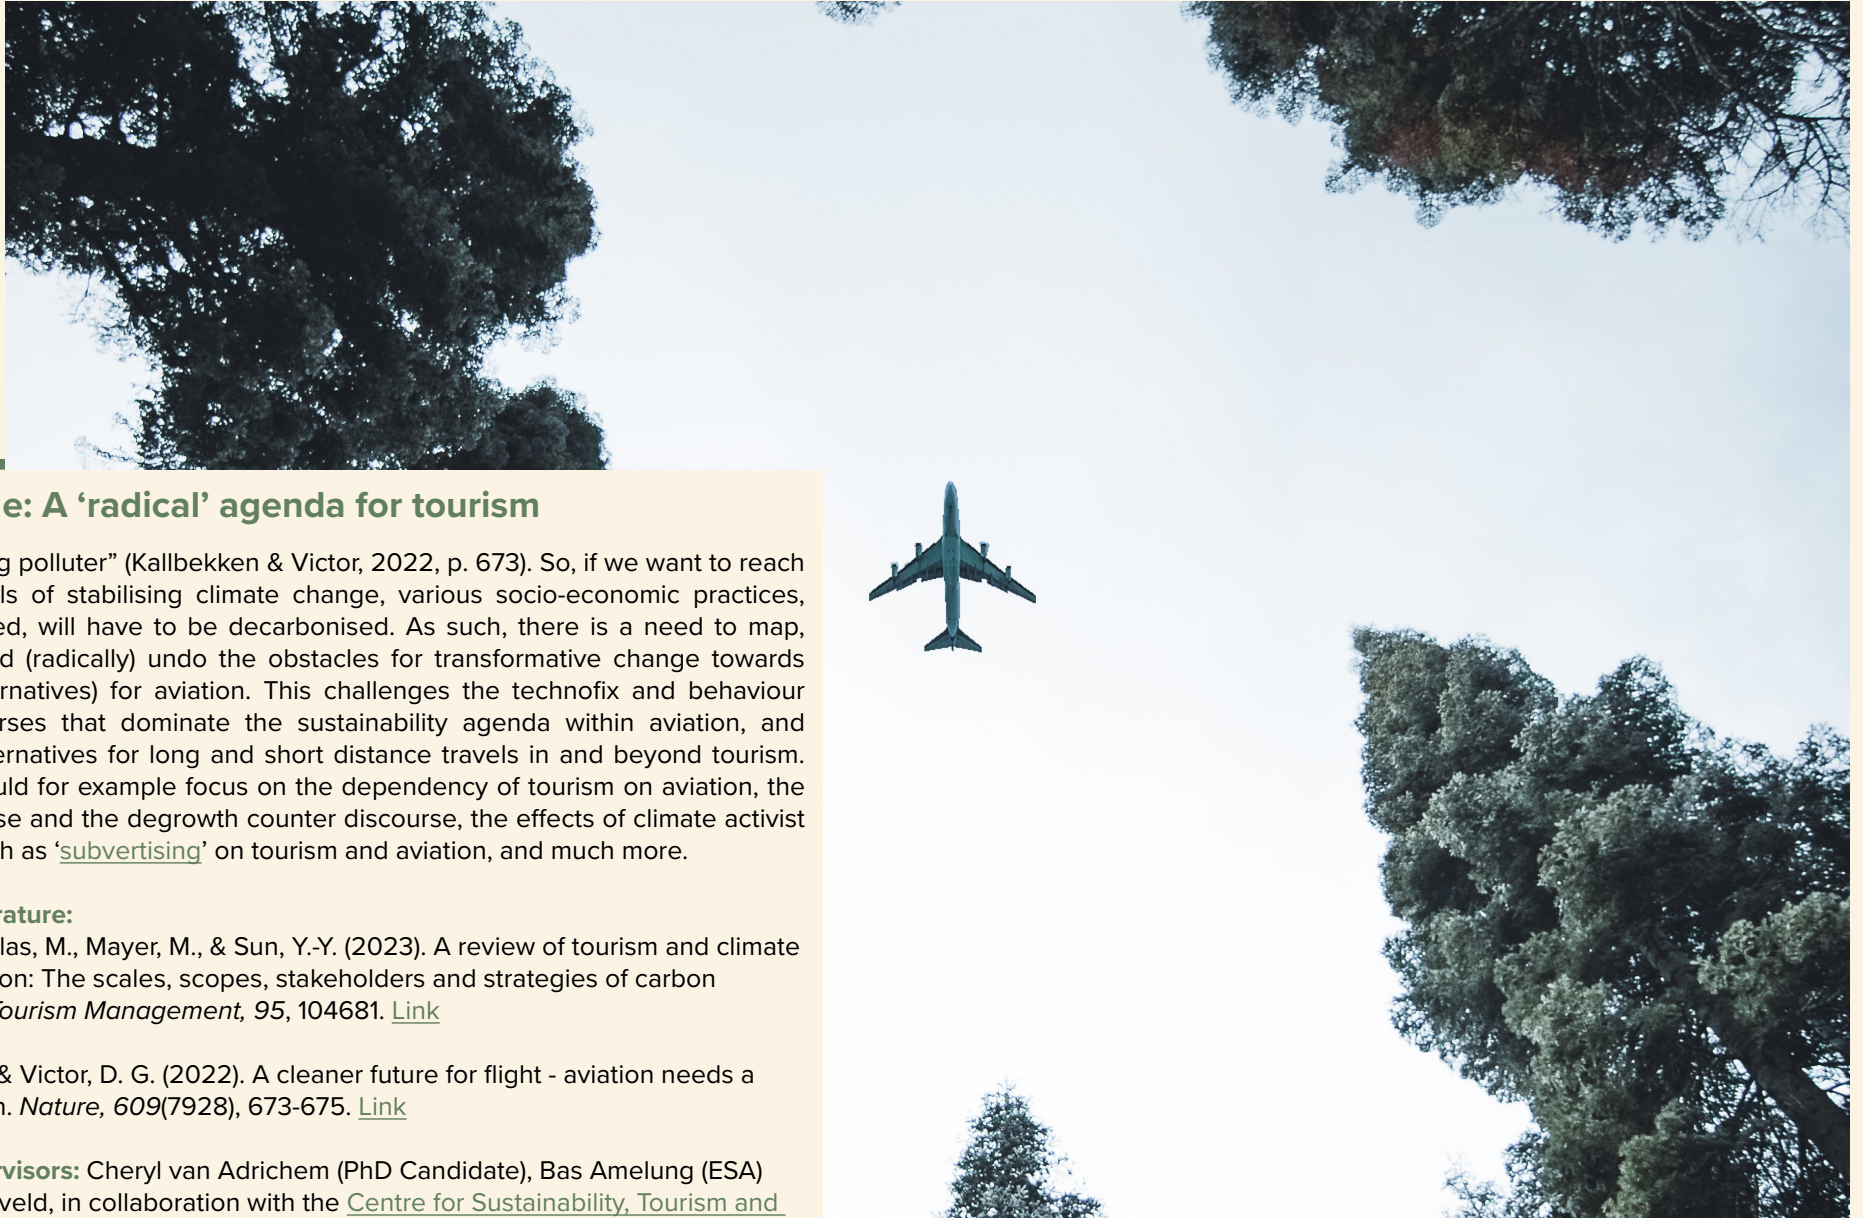 e: A ‘radical’ agenda for tourism
g polluter” (Kallbekken & Victor, 2022, p. 673). So, if we want to reach
ls of stabilising climate change, various socio-economic practices,
ed, will have to be decarbonised. As such, there is a need to map,
d (radically) undo the obstacles for transformative change towards
rnatives) for aviation. This challenges the technofix and behaviour
rses that dominate the sustainability agenda within aviation, and
ernatives for long and short distance travels in and beyond tourism.
uld for example focus on the dependency of tourism on aviation, the
se and the degrowth counter discourse, the effects of climate activist
h as ‘subvertising’ on tourism and aviation, and much more.
rature:
las, M., Mayer, M., & Sun, Y.-Y. (2023). A review of tourism and climate
on: The scales, scopes, stakeholders and strategies of carbon
Tourism Management, 95, 104681. Link
& Victor, D. G. (2022). A cleaner future for flight - aviation needs a
n. Nature, 609(7928), 673-675. Link
rvisors: Cheryl van Adrichem (PhD Candidate), Bas Amelung (ESA)
veld, in collaboration with the Centre for Sustainability, Tourism and